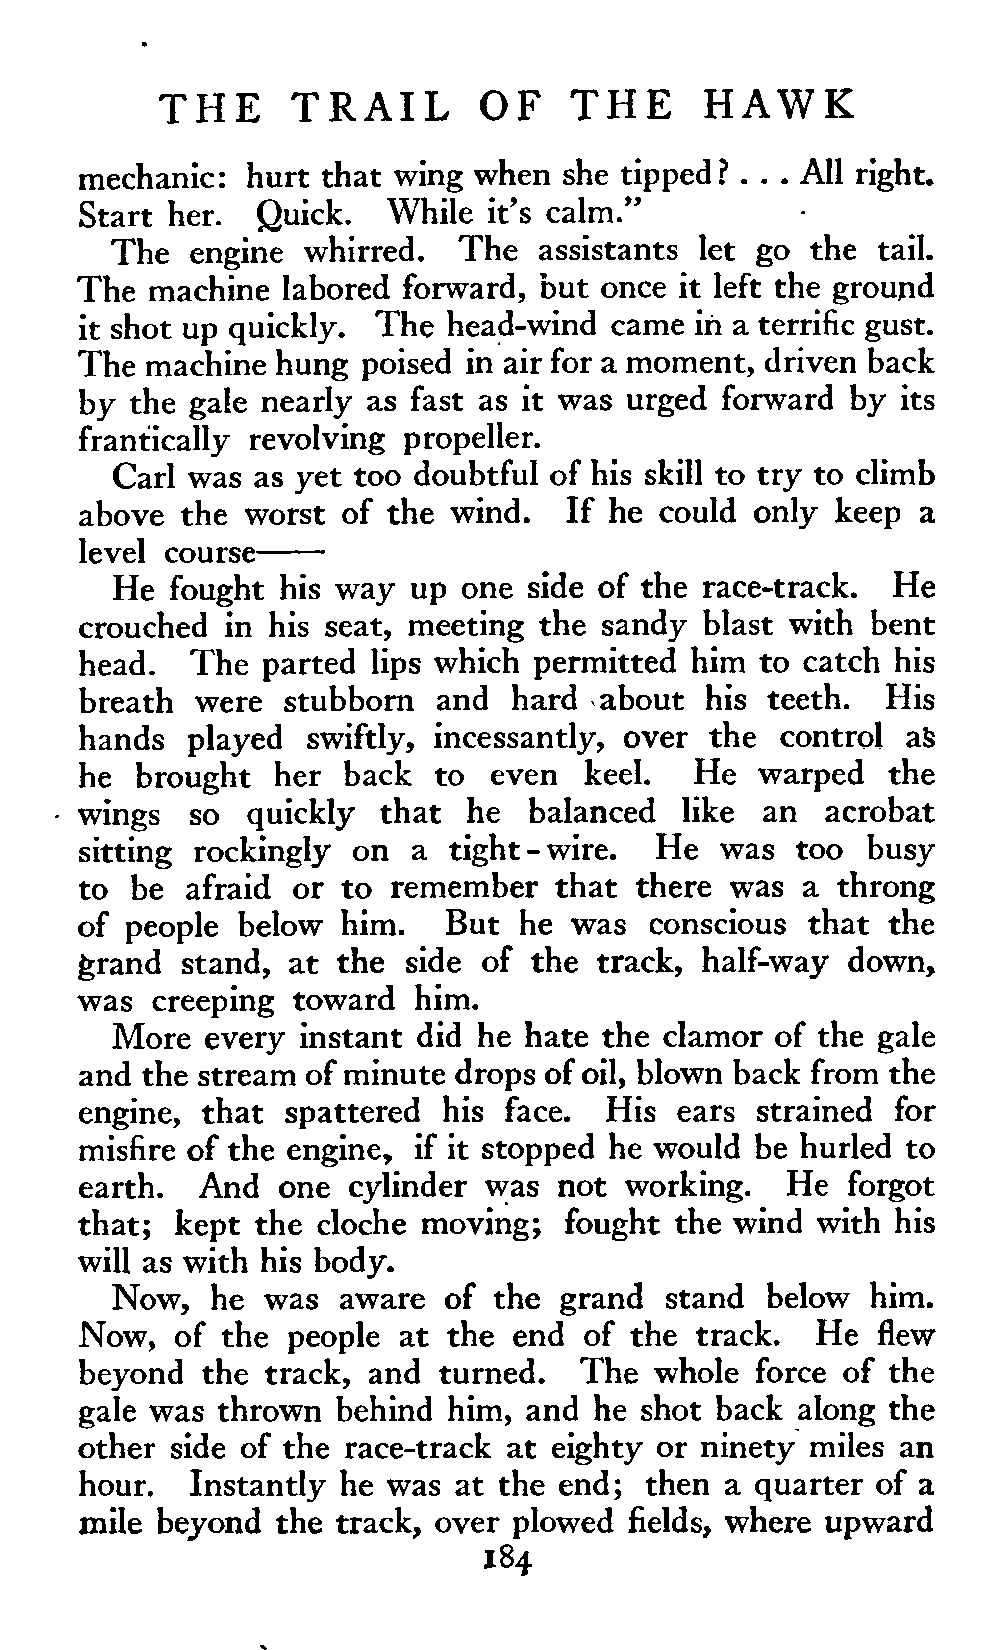 THE TRAIL OF THE HAWK
mechanic: hurt that wing when she tipped? . . . All right.
Start her. Quick. While it's calm."
The engine whirred. The assistants let go the tail.
The machine labored forward, but once it left the ground
it shot up quickly. The head-wind came in a terrific gust.
The machine hung poised in air for a moment, driven back
by the gale nearly as fast as it was urged forward by its
frantically revolving propeller.
Carl was as yet too doubtful of his skill to try to climb
above the worst of the wind. If he could only keep a
level course——
He fought his way up one side of the race-track. He
crouched in his seat, meeting the sandy blast with bent
head. The parted lips which permitted him to catch his
breath were stubborn and hard about his teeth. His
hands played swiftly, incessantly, over the control as
he brought her back to even keel. He warped the
wings so quickly that he balanced like an acrobat
sitting rockingly on a tight-wire. He was too busy
to be afraid or to remember that there was a throng
of people below him. But he was conscious that the
grand stand, at the side of the track, half-way down,
was creeping toward him.
More every instant did he hate the clamor of the gale
and the stream of minute drops of oil, blown back from the
engine, that spattered his face. His ears strained for
misfire of the engine, if it stopped he would be hurled to
earth. And one cylinder was not working. He forgot
that; kept the cloche moving; fought the wind with his
will as with his body.
Now, he was aware of the grand stand below him.
Now, of the people at the end of the track. He flew
beyond the track, and turned. The whole force of the
gale was thrown behind him, and he shot back along the
other side of the race-track at eighty or ninety miles an
hour. Instantly he was at the end; then a quarter of a
mile beyond the track, over plowed fields, where upward
184